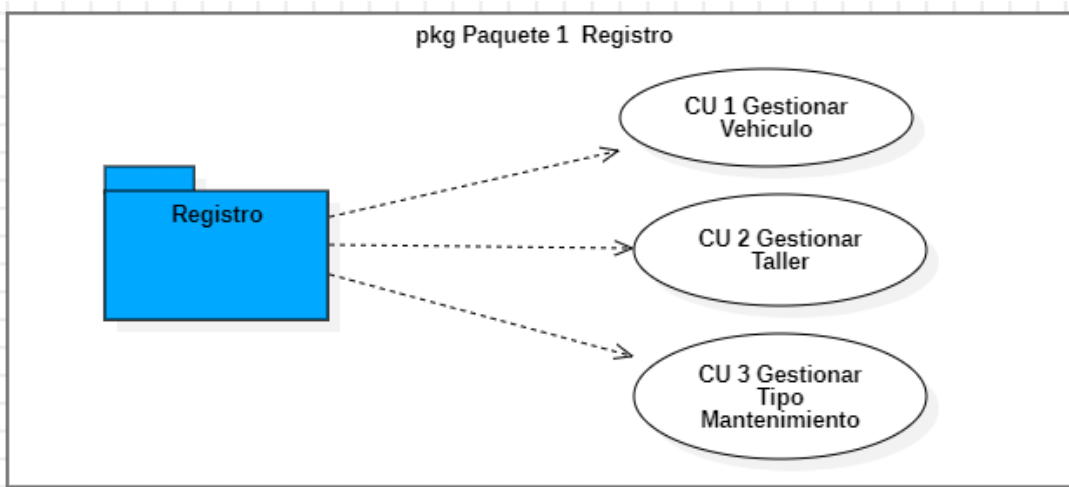 pkg Paquete 1 Registro
Registro
CU 1 Gestionar
Vehiculo
CU 2 Gestionar
Taller
CU 3 Gestionar
Tipo
Mantenimiento